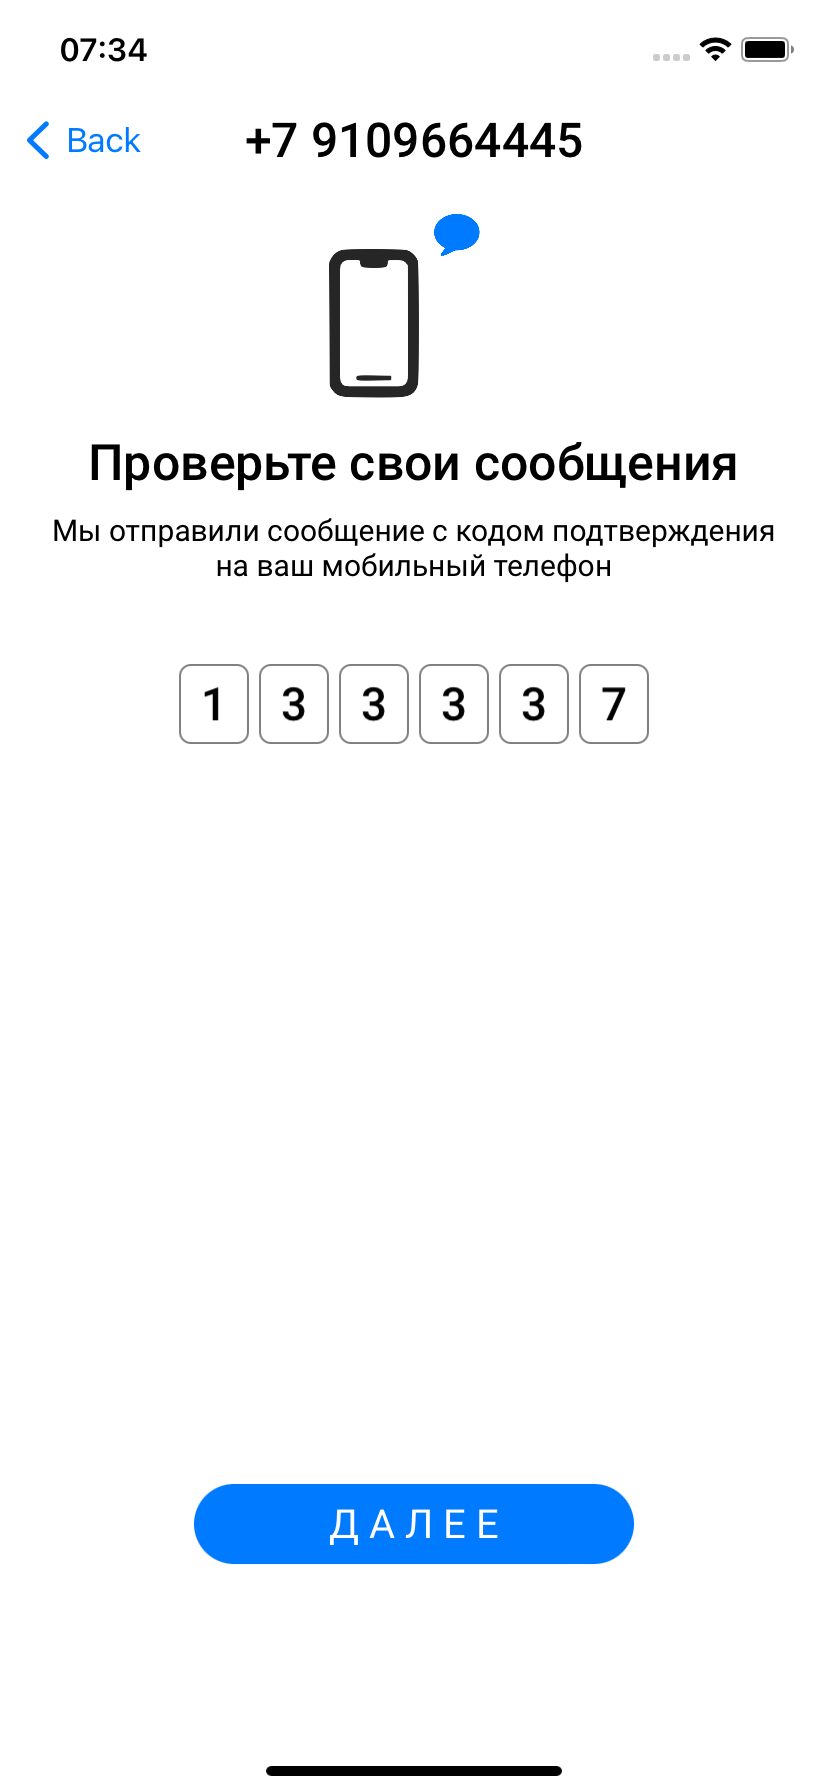 07:34
Back
+7 9109664445
Проверьте свои сообщения
Мы отправили сообщение с кодом подтверждения
на ваш мобильный телефон
1 3 3 3 3 7
ДАЛЕЕ